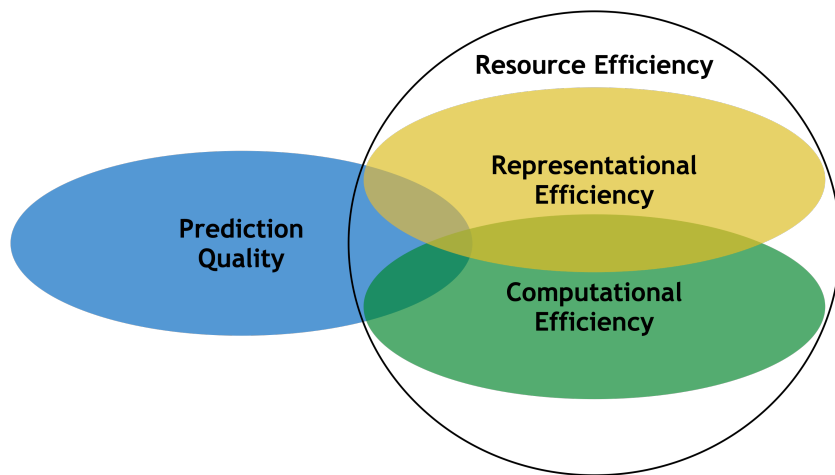 Resource Efficiency
Representational
Efficiency
Prediction
Quality
Computational
Efficiency